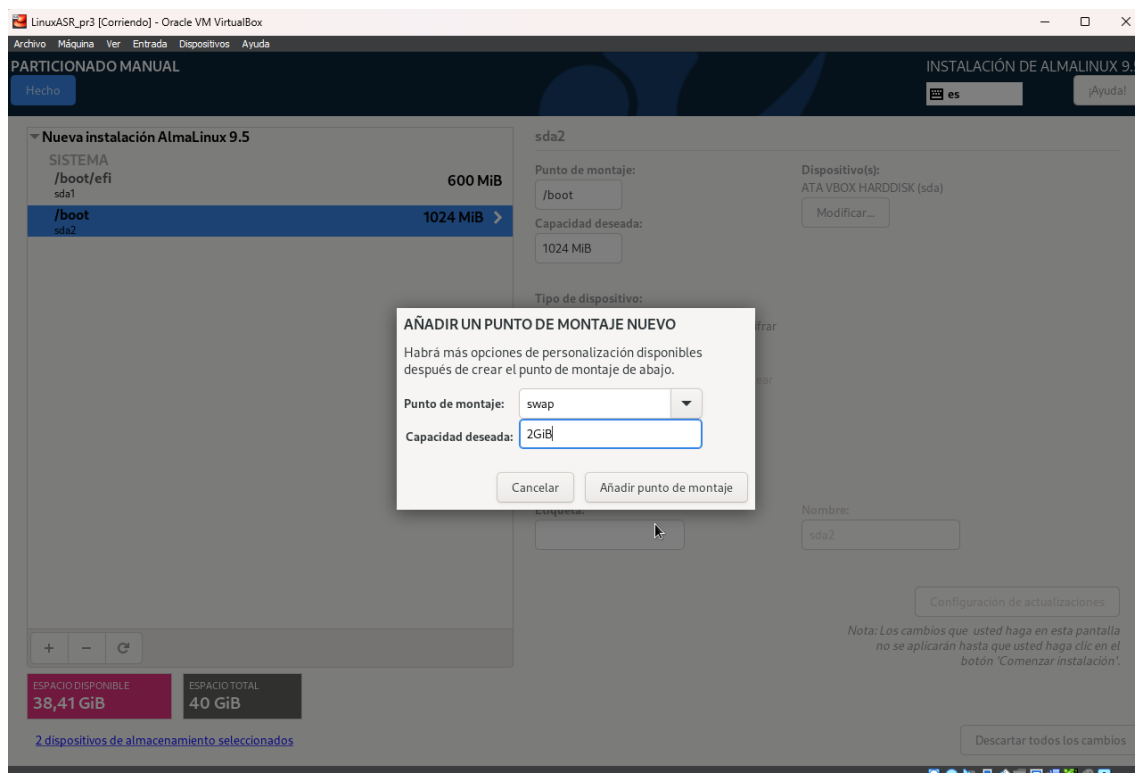 LinuxASR_pr3 [Corriendo] - Oracle VM VirtualBox
Archivo Máquina Ver Entrada Dispositivos Ayuda
PARTICIONADO MANUAL
INSTALACIÓN DE ALMALINUX 9.5
Hecho
es
¡Ayuda!
Nueva instalación AlmaLinux 9.5
sda2
SISTEMA
/boot/efi
600 MiB
sda1
/boot
1024 MiB
sda2
Punto de montaje:
Dispositivo(s):
/boot
ATA VBOX HARDDISK (sda)
Modificar...
Capacidad deseada:
1024 MiB
Tipo de dispositivo:
frar
ear
AÑADIR UN PUNTO DE MONTAJE NUEVO
Habrá más opciones de personalización disponibles
después de crear el punto de montaje de abajo.
Punto de montaje: swap
Capacidad deseada: 2GiB
Cancelar
Añadir punto de montaje
Etiqueta:
Nombre:
sda2
Configuración de actualizaciones
Nota: Los cambios que usted haga en esta pantalla
no se aplicarán hasta que usted haga clic en el
botón 'Comenzar instalación'.
+ −
ESPACIO DISPONIBLE
38,41 GiB
ESPACIO TOTAL
40 GiB
2 dispositivos de almacenamiento seleccionados
Descartar todos los cambios